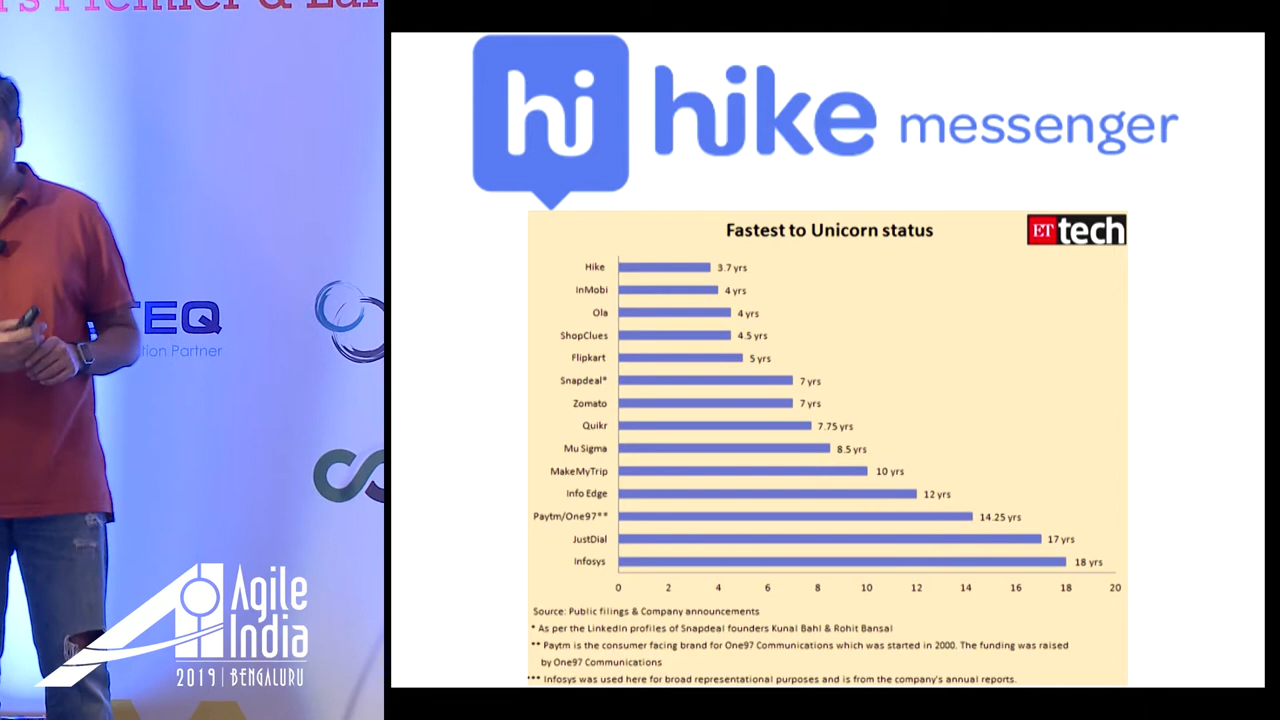 Premier &
TEQ
tion Partner
Agile
India
2019 | BENGALURU
hi hike messenger
Fastest to Unicorn status
ET tech
Hike 3.7 yrs
InMobi 4 yrs
Ola 4 yrs
ShopClues 4.5 yrs
Flipkart 5 yrs
Snapdeal* 7 yrs
Zomato 7 yrs
Quikr 7.75 yrs
Mu Sigma 8.5 yrs
MakeMyTrip 10 yrs
Info Edge 12 yrs
Paytm/One97** 14.25 yrs
JustDial 17 yrs
Infosys 18 yrs
0 2 4 6 8 10 12 14 16 18 20
Source: Public filings & Company announcements
* As per the LinkedIn profiles of Snapdeal founders Kunal Bahl & Rohit Bansal
** Paytm is the consumer facing brand for One97 Communications which was started in 2000. The funding was raised
by One97 Communications
*** Infosys was used here for broad representational purposes and is from the company's annual reports.